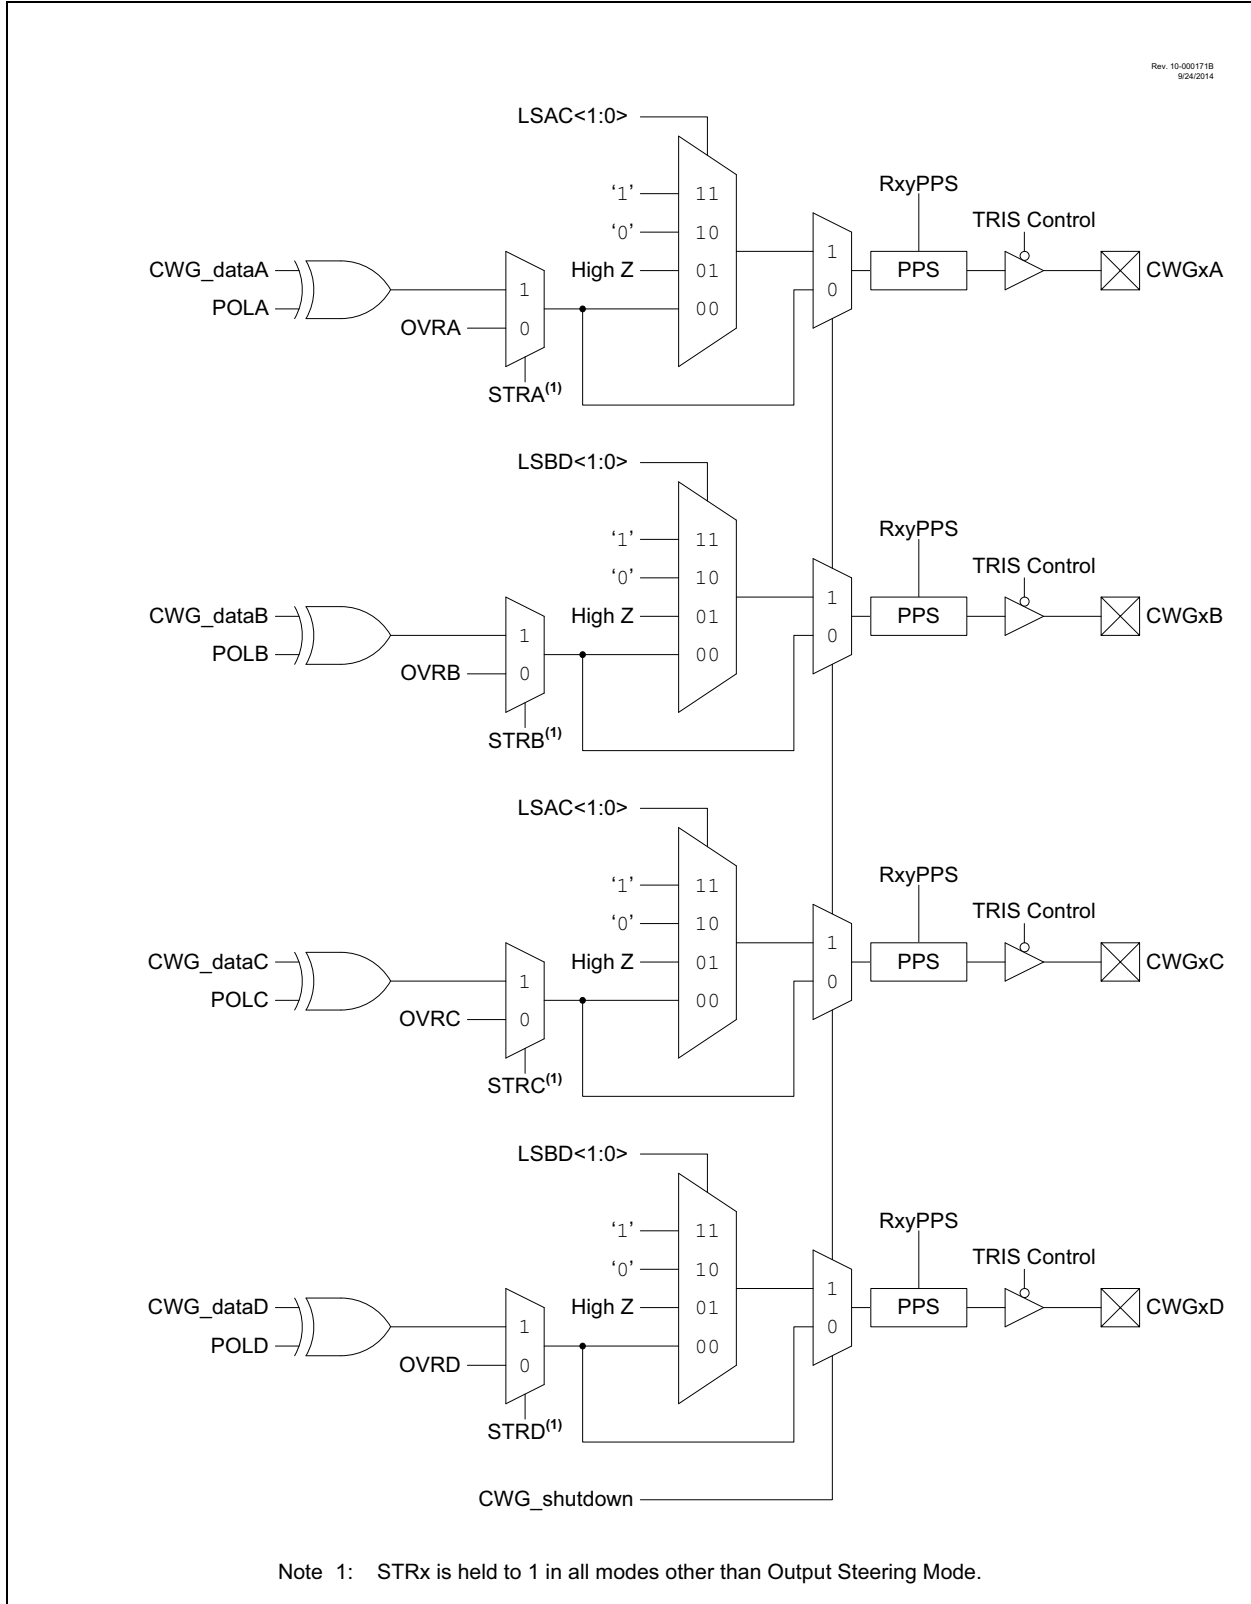 Rev. 10-000171B
9/24/2014
LSAC<1:0>
RxyPPS
‘1’ 11
TRIS Control
‘0’ 10
1
CWG_dataA
High Z 01
PPS
CWGxA
1
0
POLA
00
OVRA 0
STRA(1)
LSBD<1:0>
RxyPPS
‘1’ 11
TRIS Control
‘0’ 10
1
CWG_dataB
High Z 01
PPS
CWGxB
1
0
POLB
00
OVRB 0
STRB(1)
LSAC<1:0>
RxyPPS
‘1’ 11
TRIS Control
‘0’ 10
1
CWG_dataC
High Z 01
PPS
CWGxC
1
0
POLC
00
OVRC 0
STRC(1)
LSBD<1:0>
RxyPPS
‘1’ 11
TRIS Control
‘0’ 10
1
CWG_dataD
High Z 01
PPS
CWGxD
1
0
POLD
00
OVRD 0
STRD(1)
CWG_shutdown
Note 1: STRx is held to 1 in all modes other than Output Steering Mode.